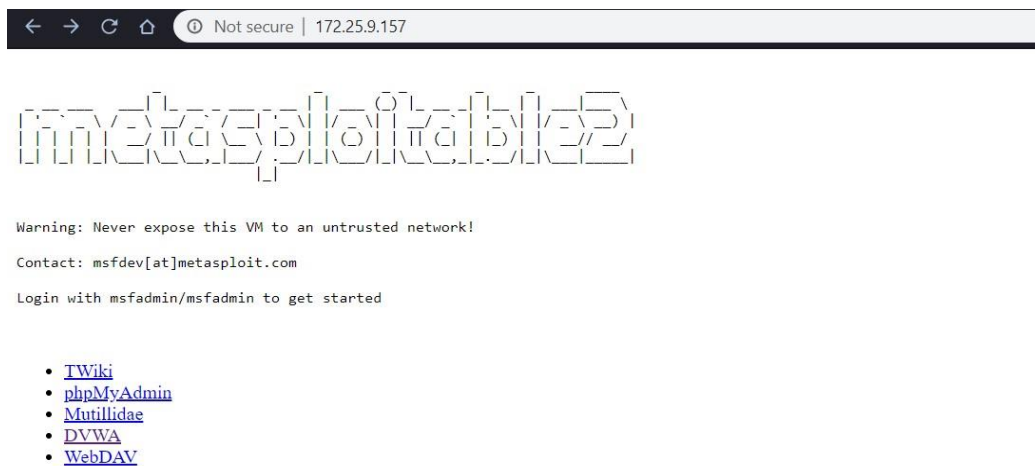 Not secure | 172.25.9.157
metasploitable2
Warning: Never expose this VM to an untrusted network!
Contact: msfdev[at]metasploit.com
Login with msfadmin/msfadmin to get started
TWiki
phpMyAdmin
Mutillidae
DVWA
WebDAV